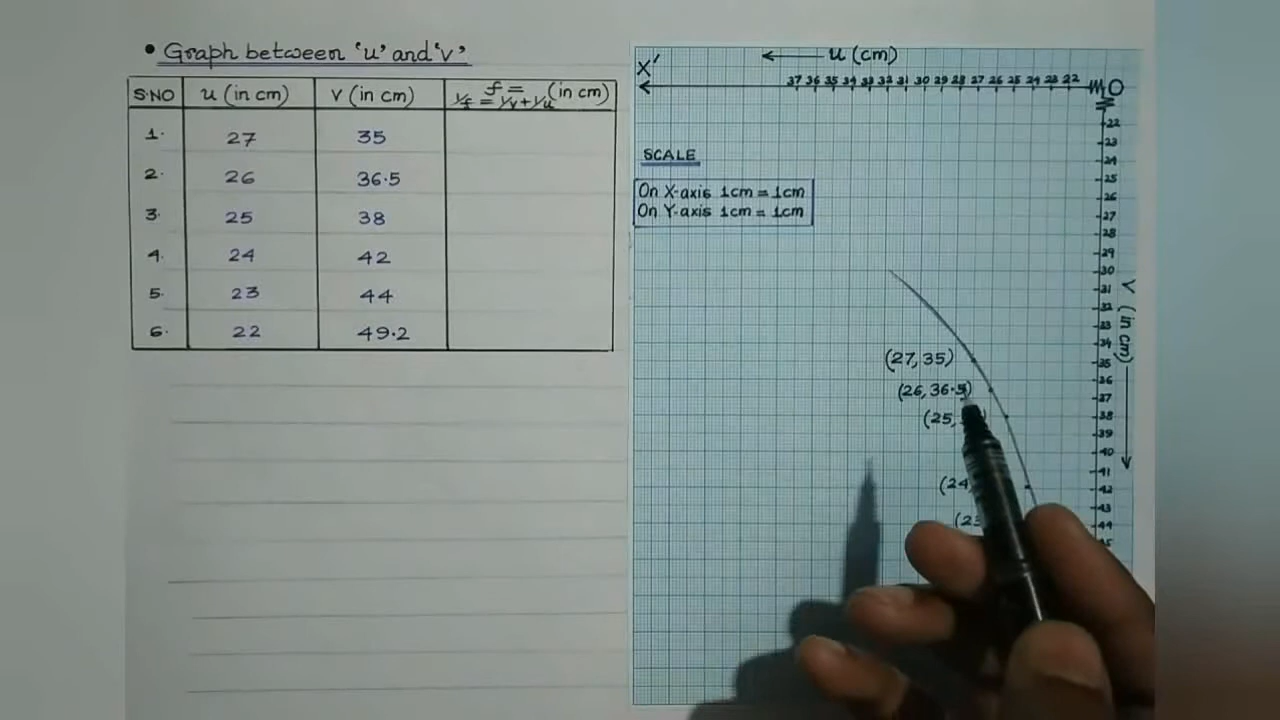 • Graph between 'u' and 'v'
S.NO u (in cm) v (in cm) f = (in cm)
1/f = 1/v + 1/u
1. 27 35
2. 26 36.5
3. 25 38
4. 24 42
5. 23 44
6. 22 49.2
← u (cm)
X'
37 36 35 34 33 32 31 30 29 28 27 26 25 24 23 22
O
SCALE
On X-axis 1cm = 1cm
On Y-axis 1cm = 1cm
22
23
24
25
26
27
28
29
30
31
32
33
34
35
36
37
38
39
40
41
42
43
44
V (in cm) →
(27, 35)
(26, 36.5)
(25,
(24,